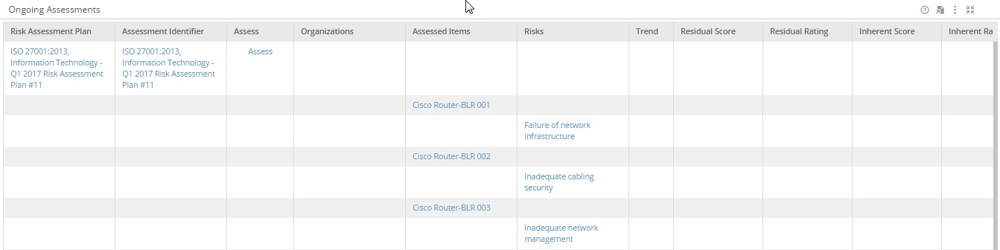 Ongoing Assessments
Risk Assessment Plan Assessment Identifier Assess Organizations Assessed Items Risks Trend Residual Score Residual Rating Inherent Score Inherent Ra
ISO 27001:2013, ISO 27001:2013, Assess
Information Technology - Information Technology -
Q1 2017 Risk Assessment Q1 2017 Risk Assessment
Plan #11 Plan #11
Cisco Router-BLR 001
Failure of network
infrastructure
Cisco Router-BLR 002
Inadequate cabling
security
Cisco Router-BLR 003
Inadequate network
management